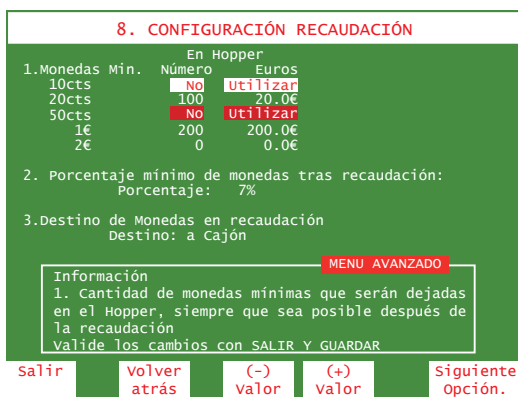 8. CONFIGURACIÓN RECAUDACIÓN
En Hopper
1.Monedas Min. Número Euros
10cts No Utilizar
20cts 100 20.0€
50cts No Utilizar
1€ 200 200.0€
2€ 0 0.0€
2. Porcentaje mínimo de monedas tras recaudación:
Porcentaje: 7%
3.Destino de Monedas en recaudación
Destino: a Cajón
MENU AVANZADO
Información
1. Cantidad de monedas mínimas que serán dejadas
en el Hopper, siempre que sea posible después de
la recaudación
Valide los cambios con SALIR Y GUARDAR
Salir Volver (-) (+) Siguiente
atrás Valor Valor Opción.